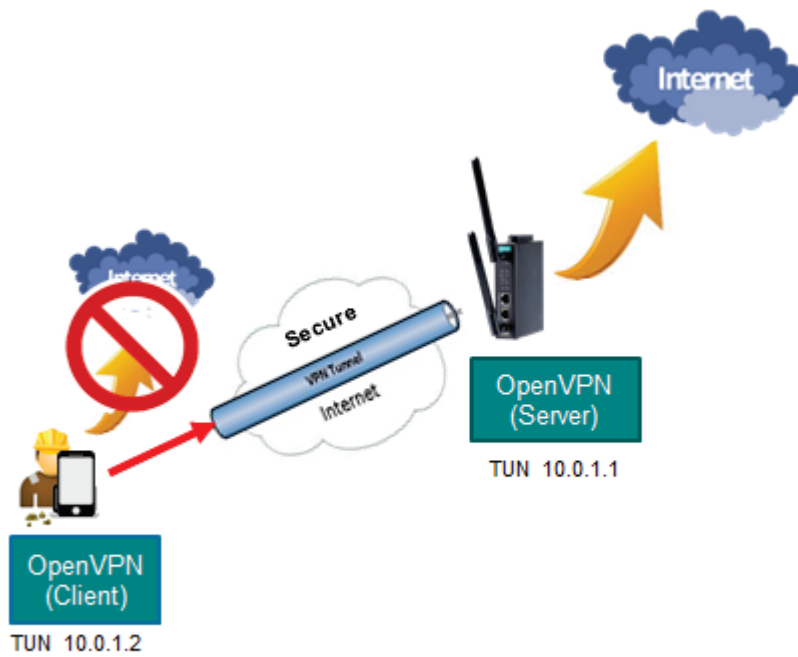 Internet
Internet
Secure
VPN Tunnel
Internet
OpenVPN
(Server)
TUN 10.0.1.1
OpenVPN
(Client)
TUN 10.0.1.2